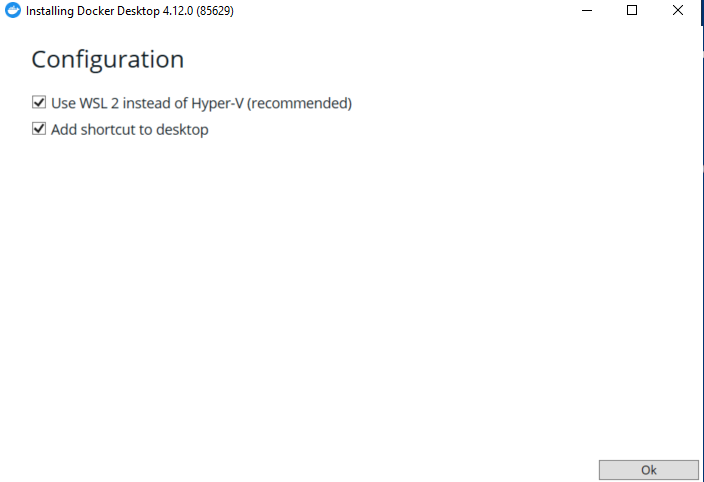 Installing Docker Desktop 4.12.0 (85629)
Configuration
Use WSL 2 instead of Hyper-V (recommended)
Add shortcut to desktop
Ok